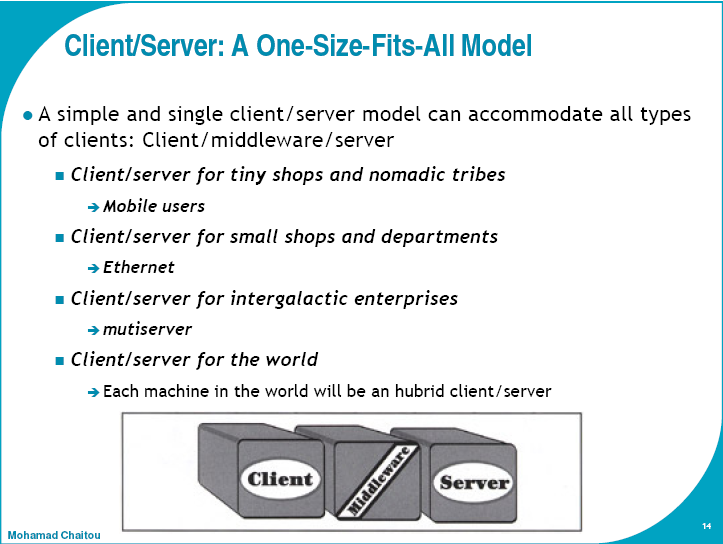 Client/Server: A One-Size-Fits-All Model
A simple and single client/server model can accommodate all types
of clients: Client/middleware/server
Client/server for tiny shops and nomadic tribes
Mobile users
Client/server for small shops and departments
Ethernet
Client/server for intergalactic enterprises
mutiserver
Client/server for the world
Each machine in the world will be an hubrid client/server
Client
Middleware
Server
14
Mohamad Chaitou